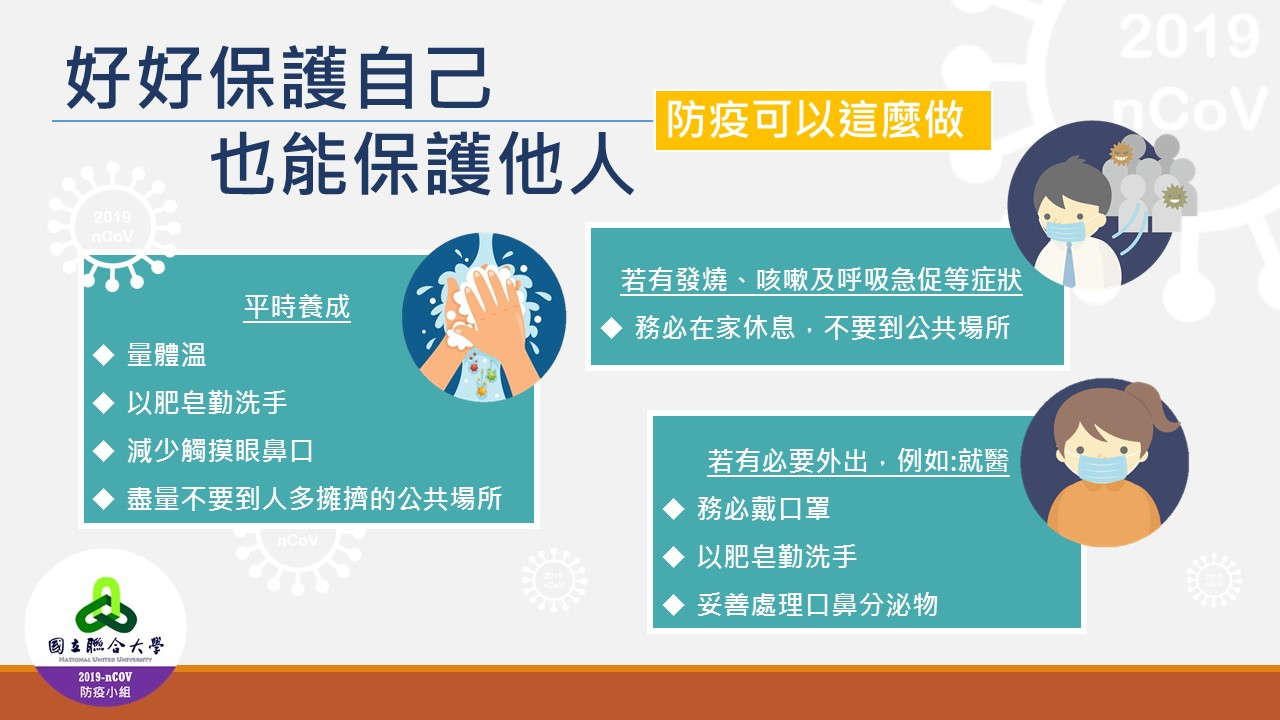 好好保護自己
也能保護他人
防疫可以這麼做
2019
nCoV
2019
nCoV
平時養成
◆ 量體溫
◆ 以肥皂勤洗手
◆ 減少觸摸眼鼻口
◆ 盡量不要到人多擁擠的公共場所
若有發燒、咳嗽及呼吸急促等症狀
◆ 務必在家休息，不要到公共場所
若有必要外出，例如:就醫
◆ 務必戴口罩
◆ 以肥皂勤洗手
◆ 妥善處理口鼻分泌物
nCoV
2019
nCoV
2019
nCoV
國立聯合大學
NATIONAL UNITED UNIVERSITY
2019-nCOV
防疫小組